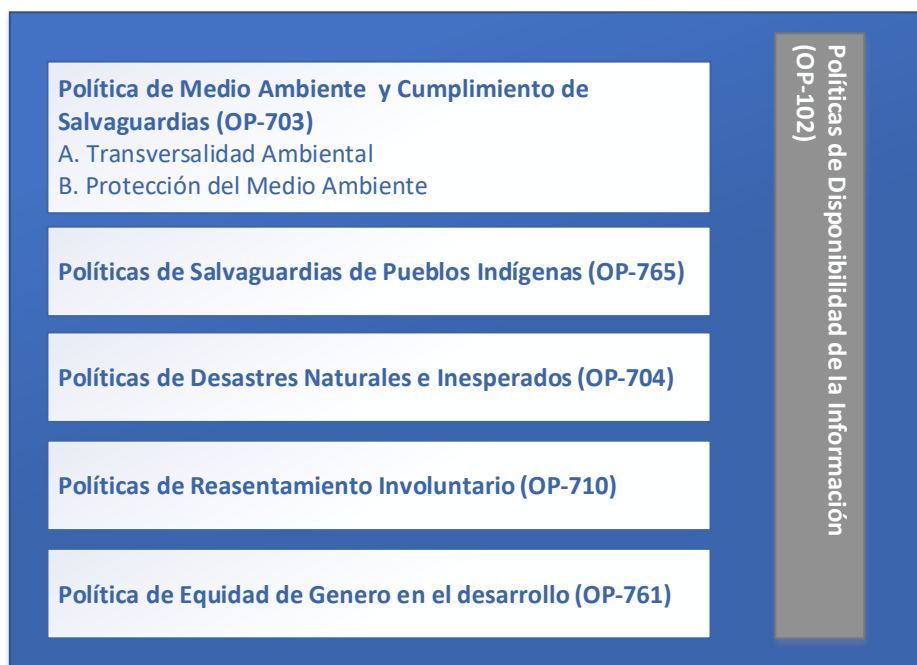 Política de Medio Ambiente  y Cumplimiento de
Salvaguardias (OP-703)
A. Transversalidad Ambiental
B. Protección del Medio Ambiente
Políticas de Salvaguardias de Pueblos Indígenas (OP-765)
Políticas de Desastres Naturales e Inesperados (OP-704)
Políticas de Reasentamiento Involuntario (OP-710)
Política de Equidad de Genero en el desarrollo (OP-761)
Políticas de Disponibilidad de la Información
(OP-102)